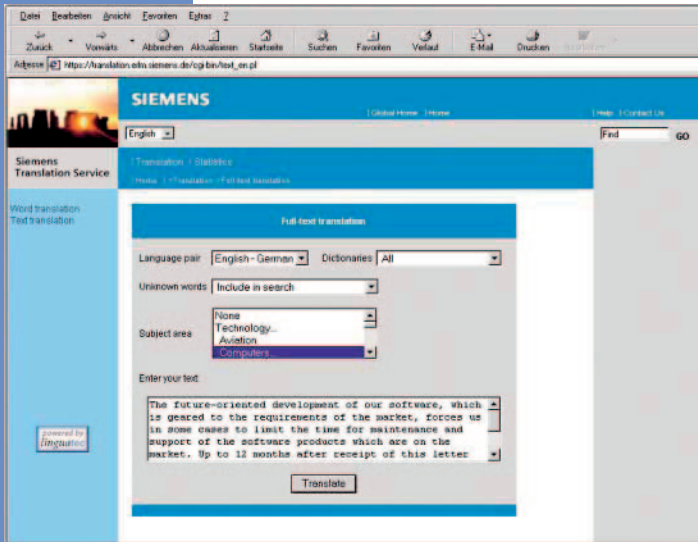 Datei Bearbeiten Ansicht Favoriten Extras ?
Zurück Vorwärts Abbrechen Aktualisieren Startseite Suchen Favoriten Verlauf E-Mail Drucken
Adresse https://translation.edm.siemens.de/cgi-bin/text_en.pl
SIEMENS
| Global Home | Home | Help | Contact Us
English Find GO
Siemens
Translation Service
| Translation | Statistics
| Home > Translation > Full-text translation
Word translation
Text translation
Full-text translation
Language pair English - German Dictionaries All
Unknown words Include in search
Subject area
None
Technology...
Aviation
Computers...
Enter your text
The future-oriented development of our software, which
is geared to the requirements of the market, forces us
in some cases to limit the time for maintenance and
support of the software products which are on the
market. Up to 12 months after receipt of this letter
Translate
powered by
linguatec